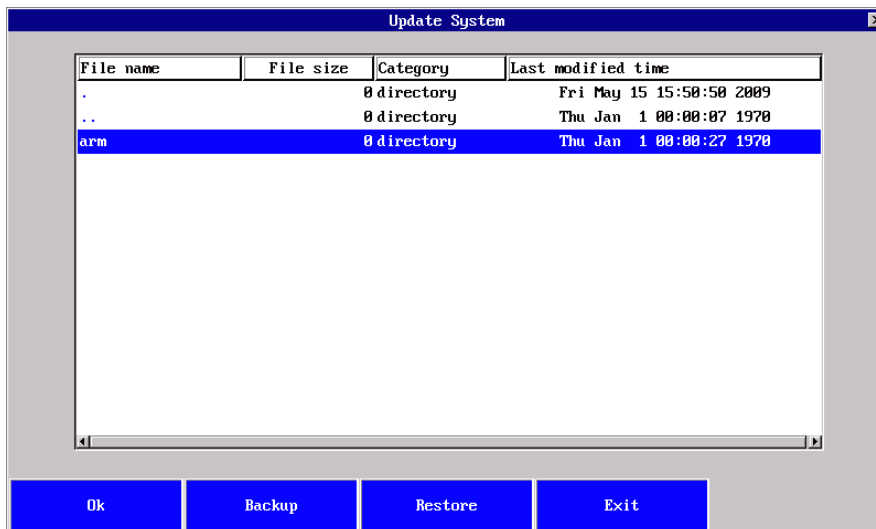 Update System
File name File size Category Last modified time
. 0 directory Fri May 15 15:50:50 2009
.. 0 directory Thu Jan 1 00:00:07 1970
arm 0 directory Thu Jan 1 00:00:27 1970
Ok Backup Restore Exit